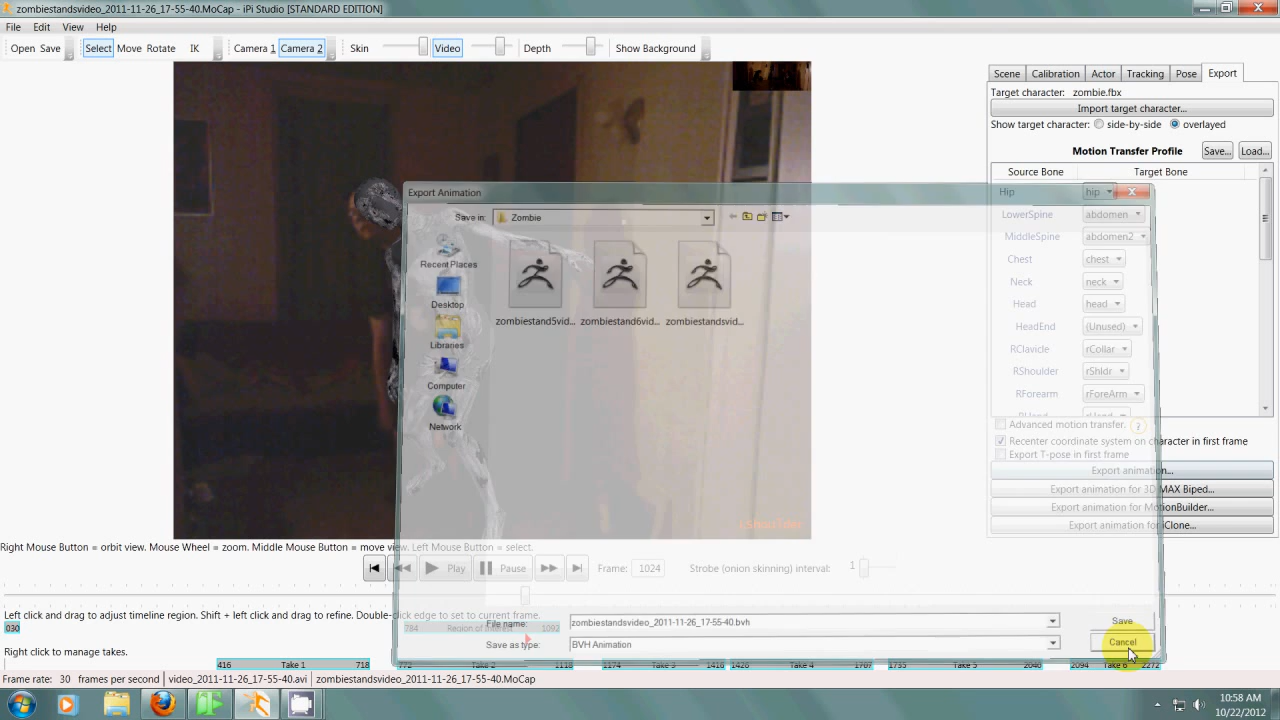 zombiestandsvideo_2011-11-26_17-55-40.MoCap - iPi Studio [STANDARD EDITION]
File Edit View Help
Open Save Select Move Rotate IK Camera 1 Camera 2 Skin Video Depth Show Background
Scene Calibration Actor Tracking Pose Export
Target character: zombie.fbx
Import target character...
Show target character: side-by-side overlayed
Motion Transfer Profile Save... Load...
Source Bone Target Bone
Hip hip
LowerSpine abdomen
MiddleSpine abdomen2
Chest chest
Neck neck
Head head
HeadEnd (Unused)
RClavicle rCollar
RShoulder rShldr
RForearm rForeArm
Advanced motion transfer. ?
Recenter coordinate system on character in first frame
Export T-pose in first frame
Export animation...
Export animation for 3D MAX Biped...
Export animation for MotionBuilder...
Export animation for iClone...
Export Animation
Save in: Zombie
Recent Places
Desktop
Libraries
Computer
Network
zombiestand5vid... zombiestand6vid... zombiestandsvid...
File name: zombiestandsvideo_2011-11-26_17-55-40.bvh Save
Save as type: BVH Animation Cancel
LShoulder
Right Mouse Button = orbit view. Mouse Wheel = zoom. Middle Mouse Button = move view. Left Mouse Button = select.
Play Pause Frame: 1024 Strobe (onion skinning) interval: 1
Left click and drag to adjust timeline region. Shift + left click and drag to refine. Double-click edge to set to current frame.
030 784 Region of Interest 1092
Right click to manage takes.
416 Take 1 718 772 Take 2 1118 1174 Take 3 1418 1428 Take 4 1707 1735 Take 5 2040 2094 Take 6 2272
Frame rate: 30 frames per second video_2011-11-26_17-55-40.avi zombiestandsvideo_2011-11-26_17-55-40.MoCap
10:58 AM
10/22/2012